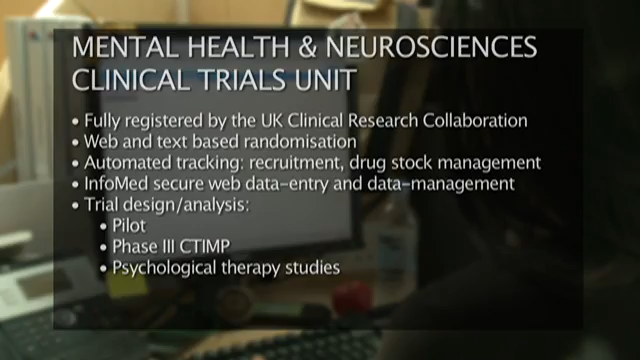 MENTAL HEALTH & NEUROSCIENCES
CLINICAL TRIALS UNIT
• Fully registered by the UK Clinical Research Collaboration
• Web and text based randomisation
• Automated tracking: recruitment, drug stock management
• InfoMed secure web data-entry and data-management
• Trial design/analysis:
• Pilot
• Phase III CTIMP
• Psychological therapy studies